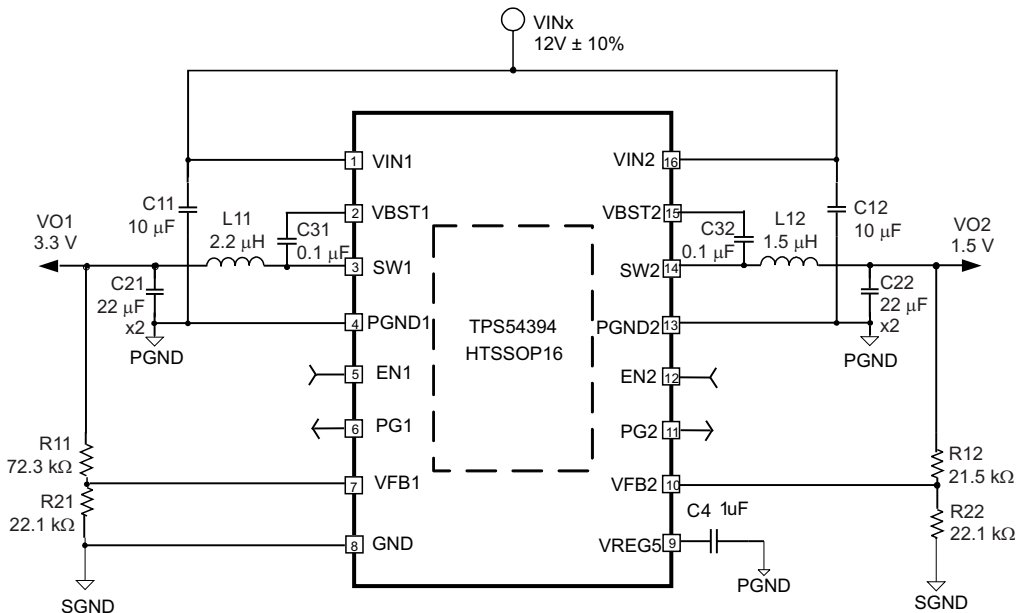 VINx
12V ± 10%
1
VIN1
VIN2
16
C11
10 µF
2
VBST1
VBST2
15
C12
10 µF
VO1
3.3 V
L11
2.2 µH
C31
0.1 µF
C32
0.1 µF
L12
1.5 µH
VO2
1.5 V
3
SW1
SW2
14
C21
22 µF
x2
C22
22 µF
x2
4
PGND1
PGND2
13
PGND
PGND
TPS54394
HTSSOP16
5
EN1
EN2
12
6
PG1
PG2
11
R11
72.3 kΩ
R12
21.5 kΩ
7
VFB1
VFB2
10
R21
22.1 kΩ
R22
22.1 kΩ
C4 1uF
8
GND
VREG5
9
PGND
SGND
SGND